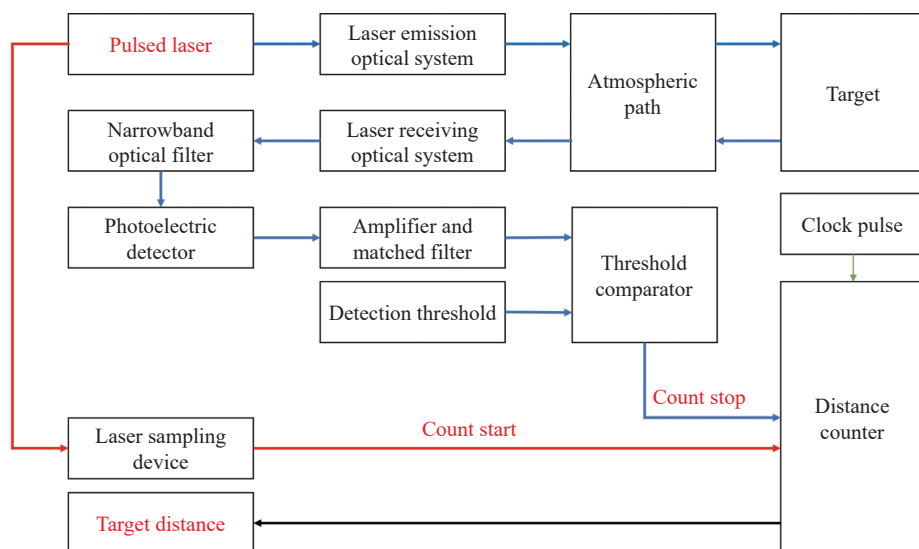 Pulsed laser
Laser emission
optical system
Atmospheric
path
Target
Narrowband
optical filter
Laser receiving
optical system
Photoelectric
detector
Amplifier and
matched filter
Threshold
comparator
Clock pulse
Detection threshold
Count stop
Distance
counter
Laser sampling
device
Count start
Target distance